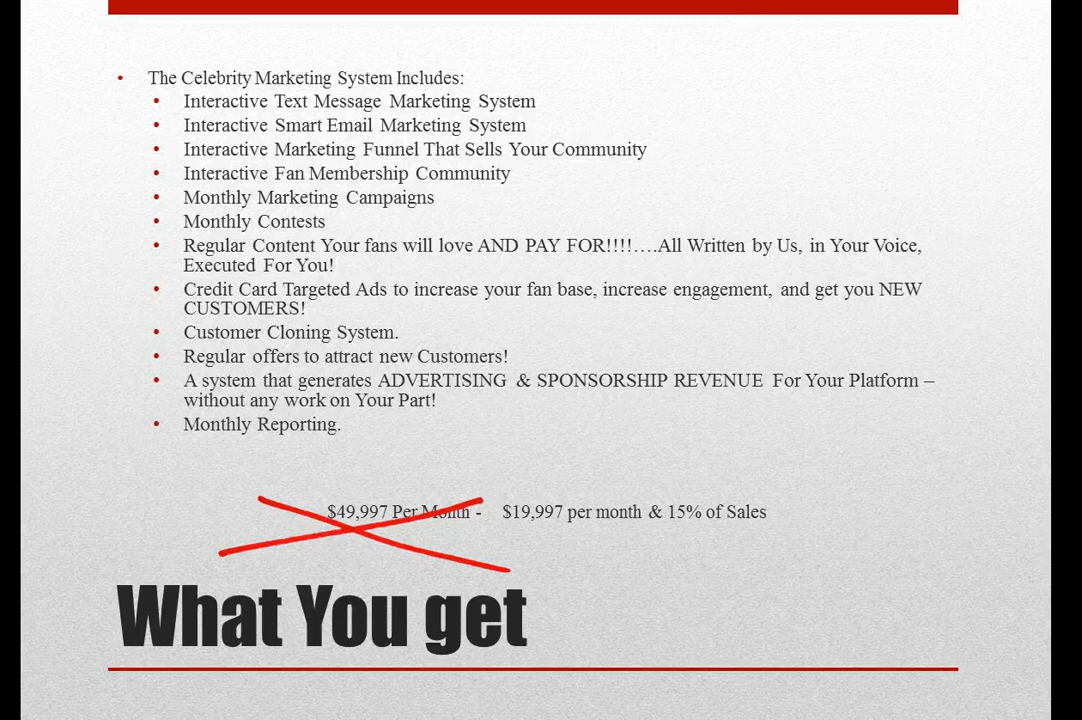 • The Celebrity Marketing System Includes:
• Interactive Text Message Marketing System
• Interactive Smart Email Marketing System
• Interactive Marketing Funnel That Sells Your Community
• Interactive Fan Membership Community
• Monthly Marketing Campaigns
• Monthly Contests
• Regular Content Your fans will love AND PAY FOR!!!!….All Written by Us, in Your Voice,
Executed For You!
• Credit Card Targeted Ads to increase your fan base, increase engagement, and get you NEW
CUSTOMERS!
• Customer Cloning System.
• Regular offers to attract new Customers!
• A system that generates ADVERTISING & SPONSORSHIP REVENUE For Your Platform –
without any work on Your Part!
• Monthly Reporting.
$49,997 Per Month - $19,997 per month & 15% of Sales
What You get